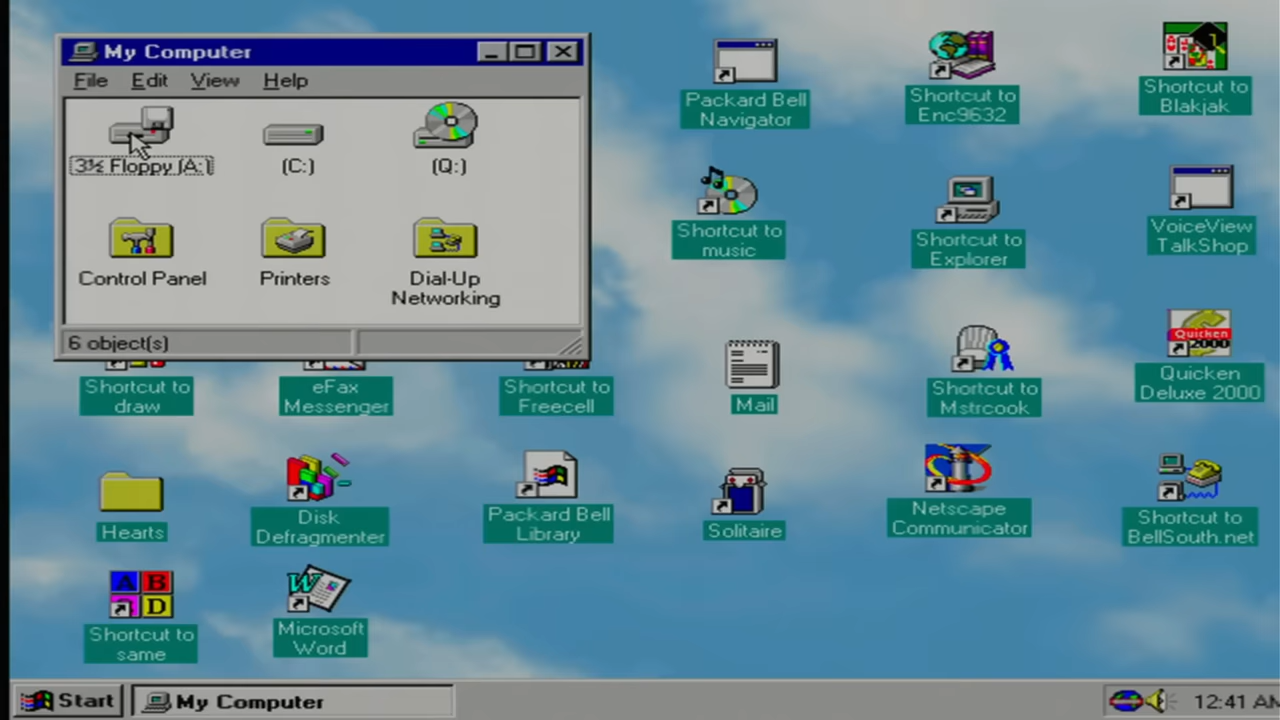 My Computer
File Edit View Help
3½ Floppy (A:)
(C:)
(Q:)
Control Panel
Printers
Dial-Up
Networking
6 object(s)
Packard Bell
Navigator
Shortcut to
Enc9632
Shortcut to
Blakjak
Shortcut to
music
Shortcut to
Explorer
VoiceView
TalkShop
Shortcut to
draw
eFax
Messenger
Shortcut to
Freecell
Mail
Shortcut to
Mstrcook
Quicken
2000
Quicken
Deluxe 2000
Hearts
Disk
Defragmenter
Packard Bell
Library
Solitaire
Netscape
Communicator
Shortcut to
BellSouth.net
A B
D
Shortcut to
same
W
Microsoft
Word
Start
My Computer
12:41 AM